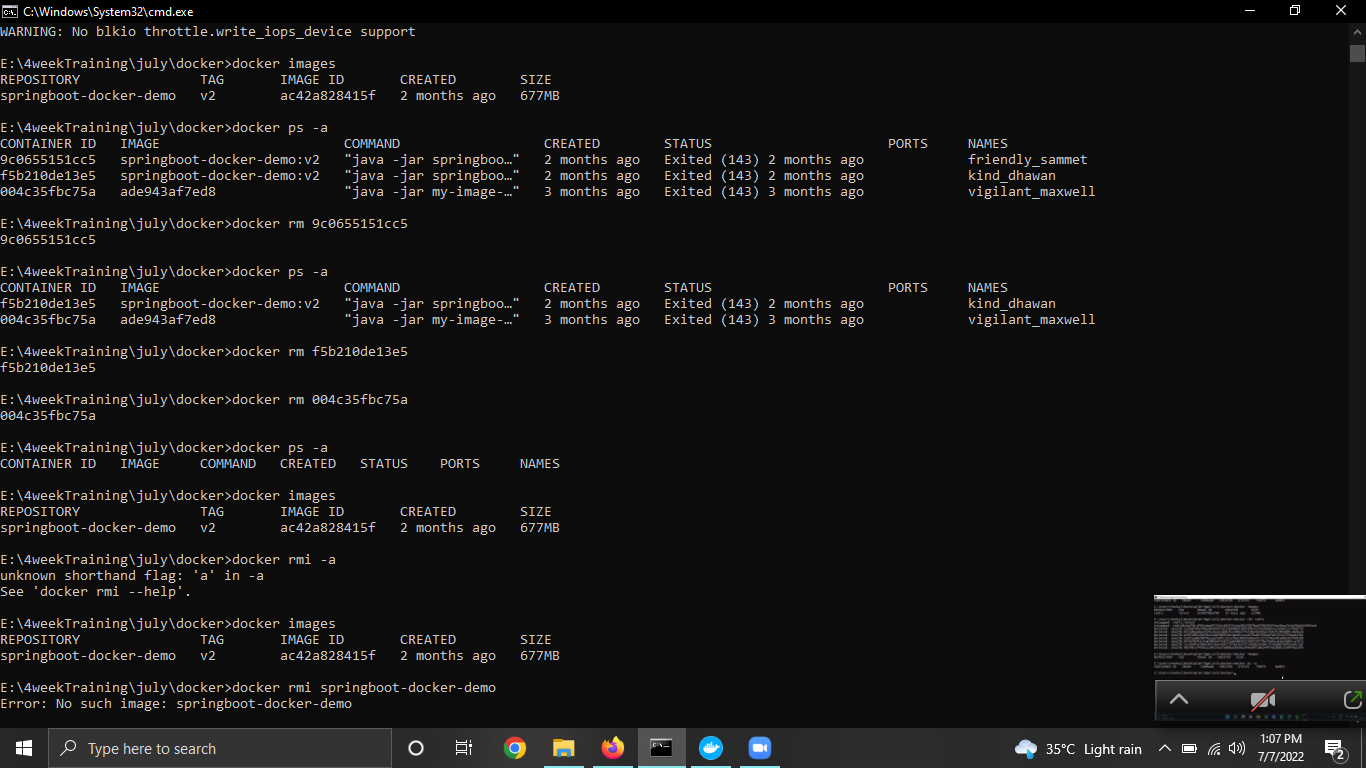 C:\Windows\System32\cmd.exe
WARNING: No blkio throttle.write_iops_device support
E:\4weekTraining\july\docker>docker images
REPOSITORY TAG IMAGE ID CREATED SIZE
springboot-docker-demo v2 ac42a828415f 2 months ago 677MB
E:\4weekTraining\july\docker>docker ps -a
CONTAINER ID IMAGE COMMAND CREATED STATUS PORTS NAMES
9c0655151cc5 springboot-docker-demo:v2 "java -jar springboo…" 2 months ago Exited (143) 2 months ago friendly_sammet
f5b210de13e5 springboot-docker-demo:v2 "java -jar springboo…" 2 months ago Exited (143) 2 months ago kind_dhawan
004c35fbc75a ade943af7ed8 "java -jar my-image-…" 3 months ago Exited (143) 3 months ago vigilant_maxwell
E:\4weekTraining\july\docker>docker rm 9c0655151cc5
9c0655151cc5
E:\4weekTraining\july\docker>docker ps -a
CONTAINER ID IMAGE COMMAND CREATED STATUS PORTS NAMES
f5b210de13e5 springboot-docker-demo:v2 "java -jar springboo…" 2 months ago Exited (143) 2 months ago kind_dhawan
004c35fbc75a ade943af7ed8 "java -jar my-image-…" 3 months ago Exited (143) 3 months ago vigilant_maxwell
E:\4weekTraining\july\docker>docker rm f5b210de13e5
f5b210de13e5
E:\4weekTraining\july\docker>docker rm 004c35fbc75a
004c35fbc75a
E:\4weekTraining\july\docker>docker ps -a
CONTAINER ID IMAGE COMMAND CREATED STATUS PORTS NAMES
E:\4weekTraining\july\docker>docker images
REPOSITORY TAG IMAGE ID CREATED SIZE
springboot-docker-demo v2 ac42a828415f 2 months ago 677MB
E:\4weekTraining\july\docker>docker rmi -a
unknown shorthand flag: 'a' in -a
See 'docker rmi --help'.
E:\4weekTraining\july\docker>docker images
REPOSITORY TAG IMAGE ID CREATED SIZE
springboot-docker-demo v2 ac42a828415f 2 months ago 677MB
E:\4weekTraining\july\docker>docker rmi springboot-docker-demo
Error: No such image: springboot-docker-demo
Type here to search
35°C Light rain
1:07 PM
7/7/2022
2